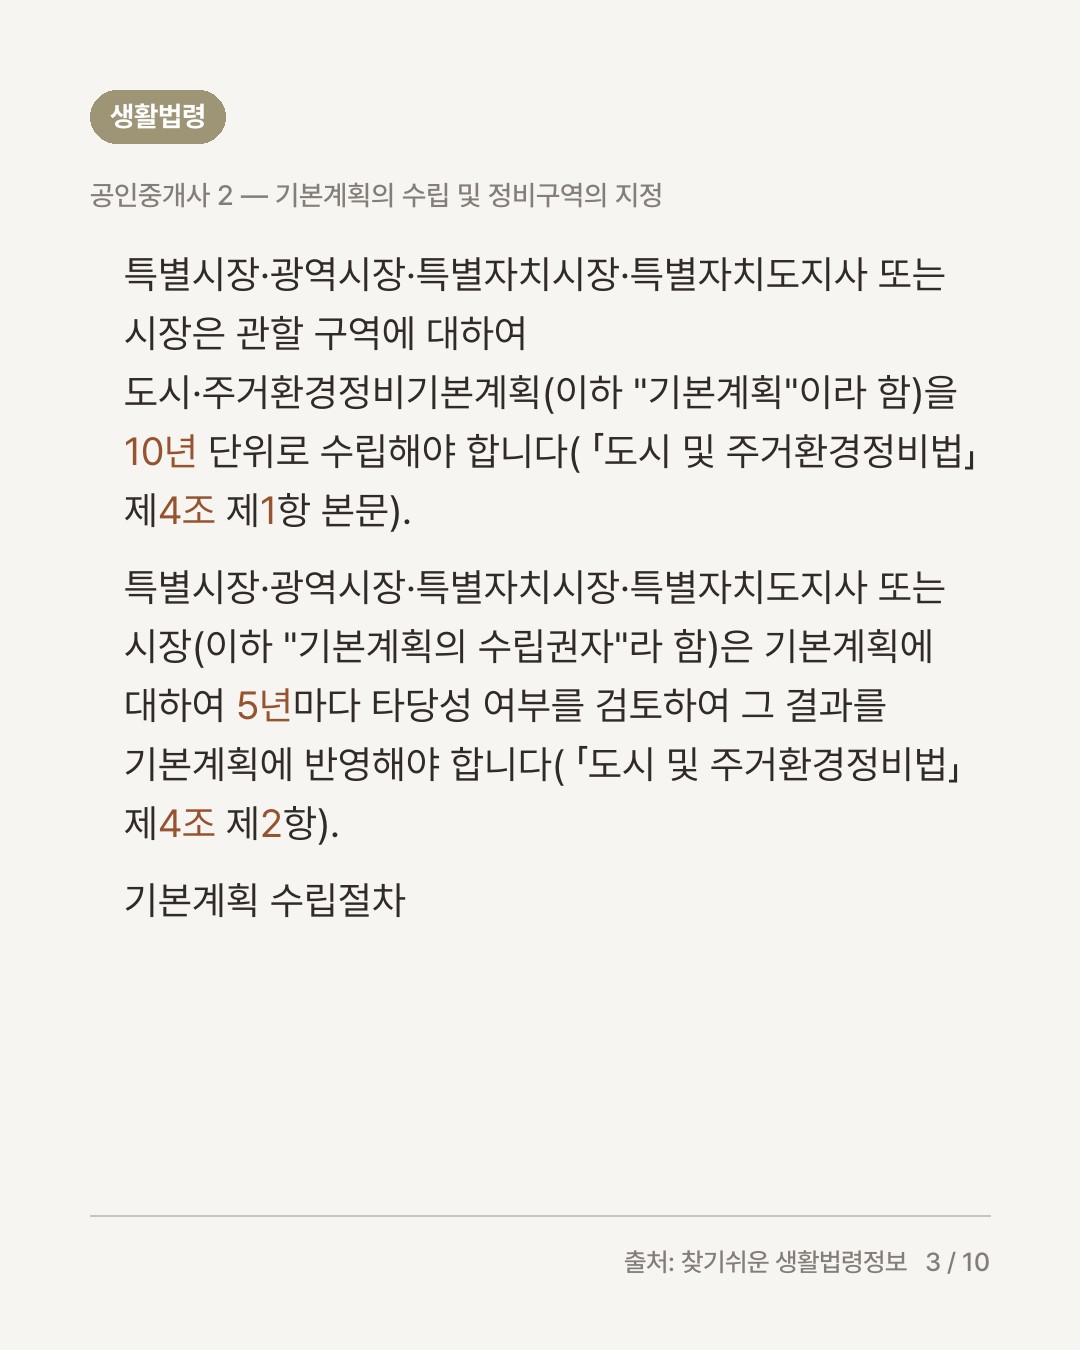 생활법령
공인중개사 2 — 기본계획의 수립 및 정비구역의 지정
특별시장·광역시장·특별자치시장·특별자치도지사 또는
시장은 관할 구역에 대하여
도시·주거환경정비기본계획(이하 "기본계획"이라 함)을
10년 단위로 수립해야 합니다(「도시 및 주거환경정비법」
제4조 제1항 본문).
특별시장·광역시장·특별자치시장·특별자치도지사 또는
시장(이하 "기본계획의 수립권자"라 함)은 기본계획에
대하여 5년마다 타당성 여부를 검토하여 그 결과를
기본계획에 반영해야 합니다(「도시 및 주거환경정비법」
제4조 제2항).
기본계획 수립절차
출처: 찾기쉬운 생활법령정보 3 / 10